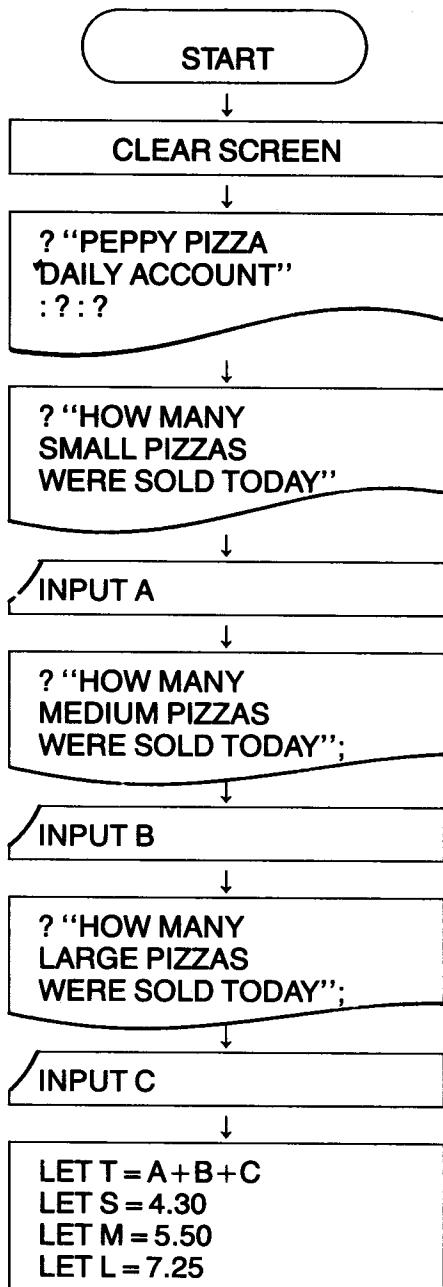 START
CLEAR SCREEN
? “PEPPY PIZZA
DAILY ACCOUNT”
: ? : ?
? “HOW MANY
SMALL PIZZAS
WERE SOLD TODAY”
INPUT A
? “HOW MANY
MEDIUM PIZZAS
WERE SOLD TODAY”;
INPUT B
? “HOW MANY
LARGE PIZZAS
WERE SOLD TODAY”;
INPUT C
LET T = A+B+C
LET S = 4.30
LET M = 5.50
LET L = 7.25